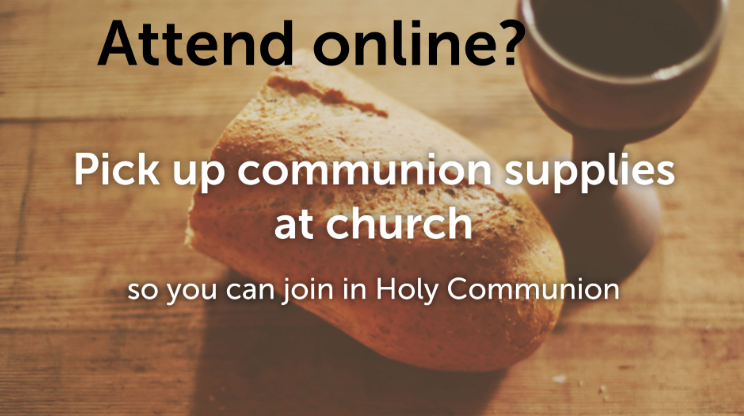 Attend online?
Pick up communion supplies
at church
so you can join in Holy Communion